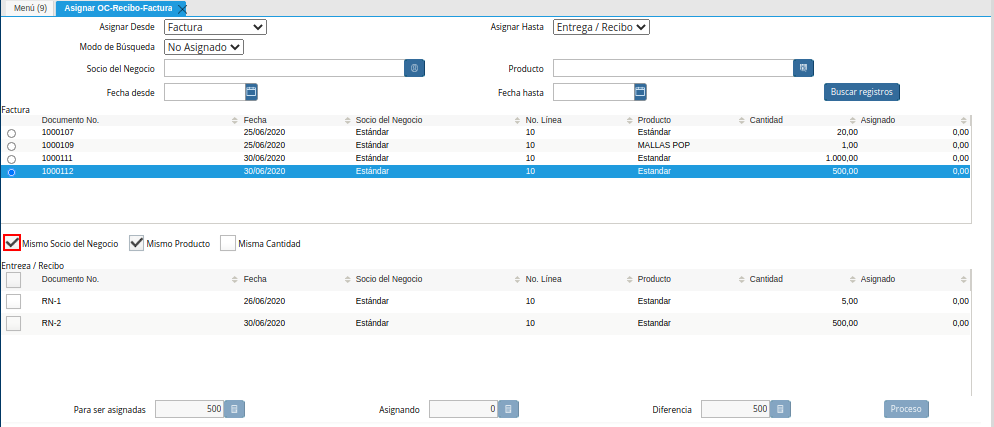 Menú (9) Asignar OC-Recibo-Factura
Asignar Desde Factura Asignar Hasta Entrega / Recibo
Modo de Búsqueda No Asignado
Socio del Negocio Producto
Fecha desde Fecha hasta Buscar registros
Factura
Documento No. Fecha Socio del Negocio No. Línea Producto Cantidad Asignado
1000107 25/06/2020 Estándar 10 Estándar 20,00 0,00
1000109 25/06/2020 Estándar 10 MALLAS POP 1,00 0,00
1000111 30/06/2020 Estándar 10 Estandar 1.000,00 0,00
1000112 30/06/2020 Estándar 10 Estandar 500,00 0,00
Mismo Socio del Negocio Mismo Producto Misma Cantidad
Entrega / Recibo
Documento No. Fecha Socio del Negocio No. Línea Producto Cantidad Asignado
RN-1 26/06/2020 Estándar 10 Estandar 5,00 0,00
RN-2 30/06/2020 Estándar 10 Estandar 500,00 0,00
Para ser asignadas 500 Asignando 0 Diferencia 500 Proceso